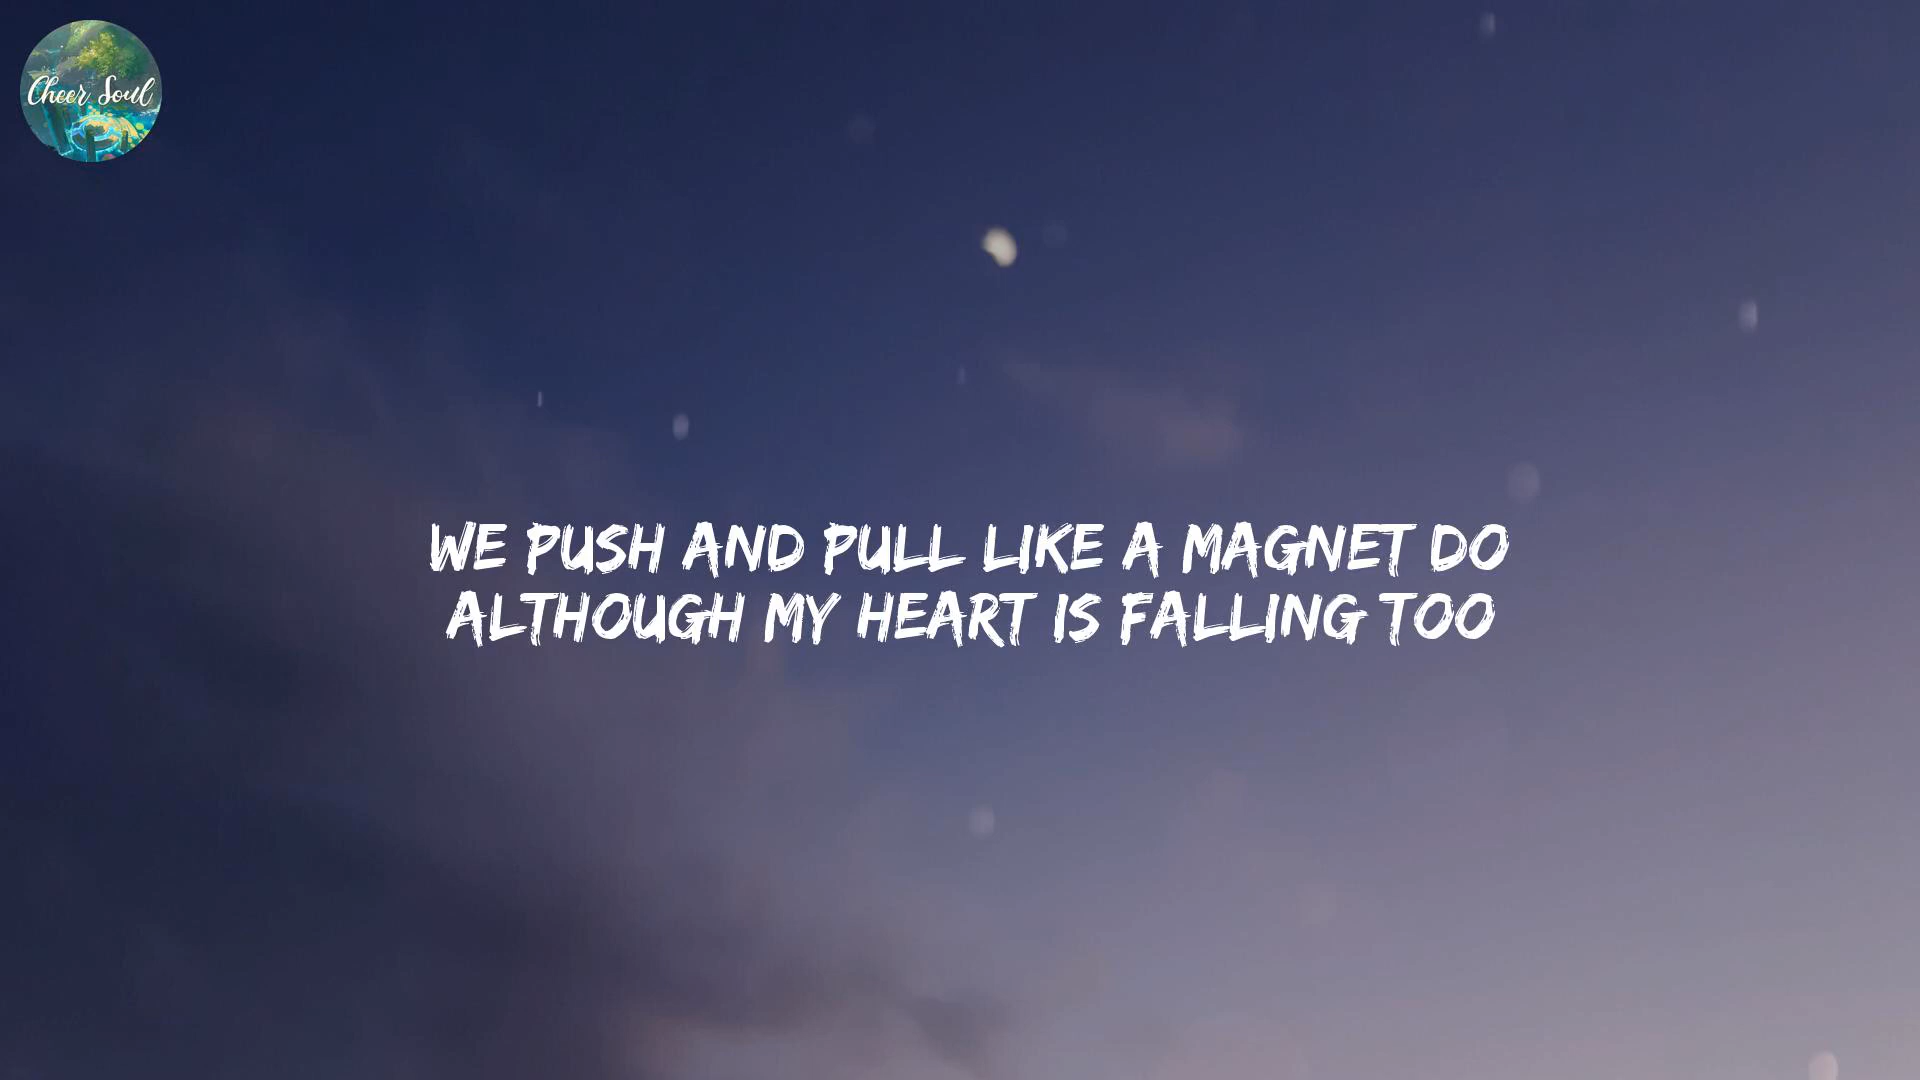 Cheer Soul
WE PUSH AND PULL LIKE A MAGNET DO
ALTHOUGH MY HEART IS FALLING TOO